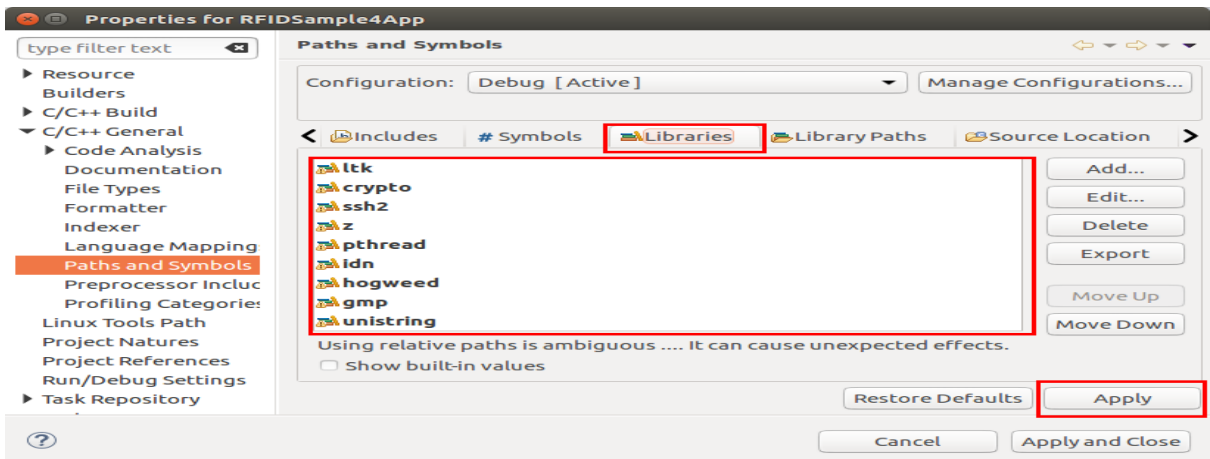 Properties for RFIDSample4App
type filter text
Resource
Builders
C/C++ Build
C/C++ General
Code Analysis
Documentation
File Types
Formatter
Indexer
Language Mapping
Paths and Symbols
Preprocessor Incluc
Profiling Categories
Linux Tools Path
Project Natures
Project References
Run/Debug Settings
Task Repository
Paths and Symbols
Configuration: Debug [ Active ] Manage Configurations...
Includes # Symbols Libraries Library Paths Source Location
ltk
crypto
ssh2
z
pthread
idn
hogweed
gmp
unistring
Add...
Edit...
Delete
Export
Move Up
Move Down
Using relative paths is ambiguous .... It can cause unexpected effects.
Show built-in values
Restore Defaults Apply
? Cancel Apply and Close